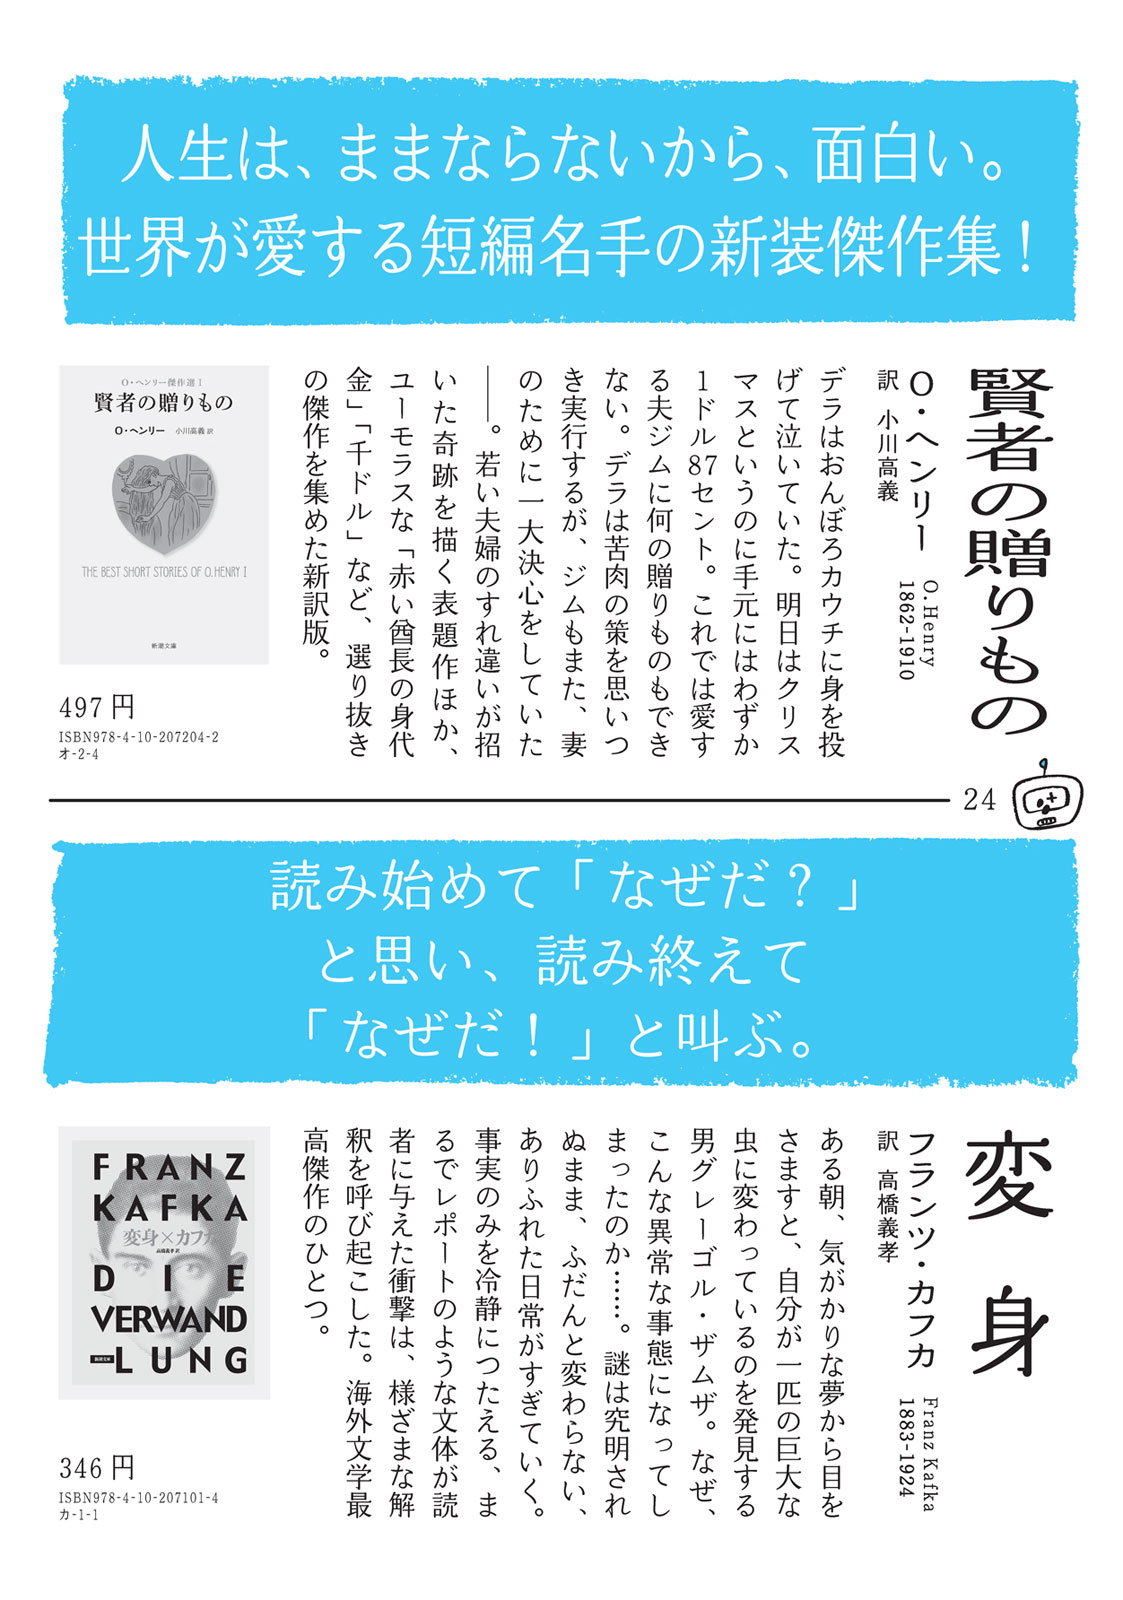 人生は、ままならないから、面白い。
世界が愛する短編名手の新装傑作集！
賢者の贈りもの
O・ヘンリー
O. Henry
1862-1910
訳 小川高義
デラはおんぼろカウチに身を投
げて泣いていた。明日はクリス
マスというのに手元にはわずか
1ドル87セント。これでは愛す
る夫ジムに何の贈りものもでき
ない。デラは苦肉の策を思いつ
き実行するが、ジムもまた、妻
のために一大決心をしていた
――。若い夫婦のすれ違いが招
いた奇跡を描く表題作ほか、
ユーモラスな「赤い酋長の身代
金」「千ドル」など、選り抜き
の傑作を集めた新訳版。
O・ヘンリー傑作選 I
賢者の贈りもの
O・ヘンリー 小川高義 訳
THE BEST SHORT STORIES OF O. HENRY I
新潮文庫
497 円
ISBN978-4-10-207204-2
オ-2-4
24
読み始めて「なぜだ？」
と思い、読み終えて
「なぜだ！」と叫ぶ。
変身
フランツ・カフカ
Franz Kafka
1883-1924
訳 高橋義孝
ある朝、気がかりな夢から目を
さますと、自分が一匹の巨大な
虫に変わっているのを発見する
男グレーゴル・ザムザ。なぜ、
こんな異常な事態になってし
まったのか……。謎は究明され
ぬまま、ふだんと変わらない、
ありふれた日常がすぎていく。
事実のみを冷静につたえる、ま
るでレポートのような文体が読
者に与えた衝撃は、様ざまな解
釈を呼び起こした。海外文学最
高傑作のひとつ。
FRANZ
KAFKA
変身×カフカ
高橋義孝 訳
DIE
VERWAND
LUNG
新潮文庫
346 円
ISBN978-4-10-207101-4
カ-1-1